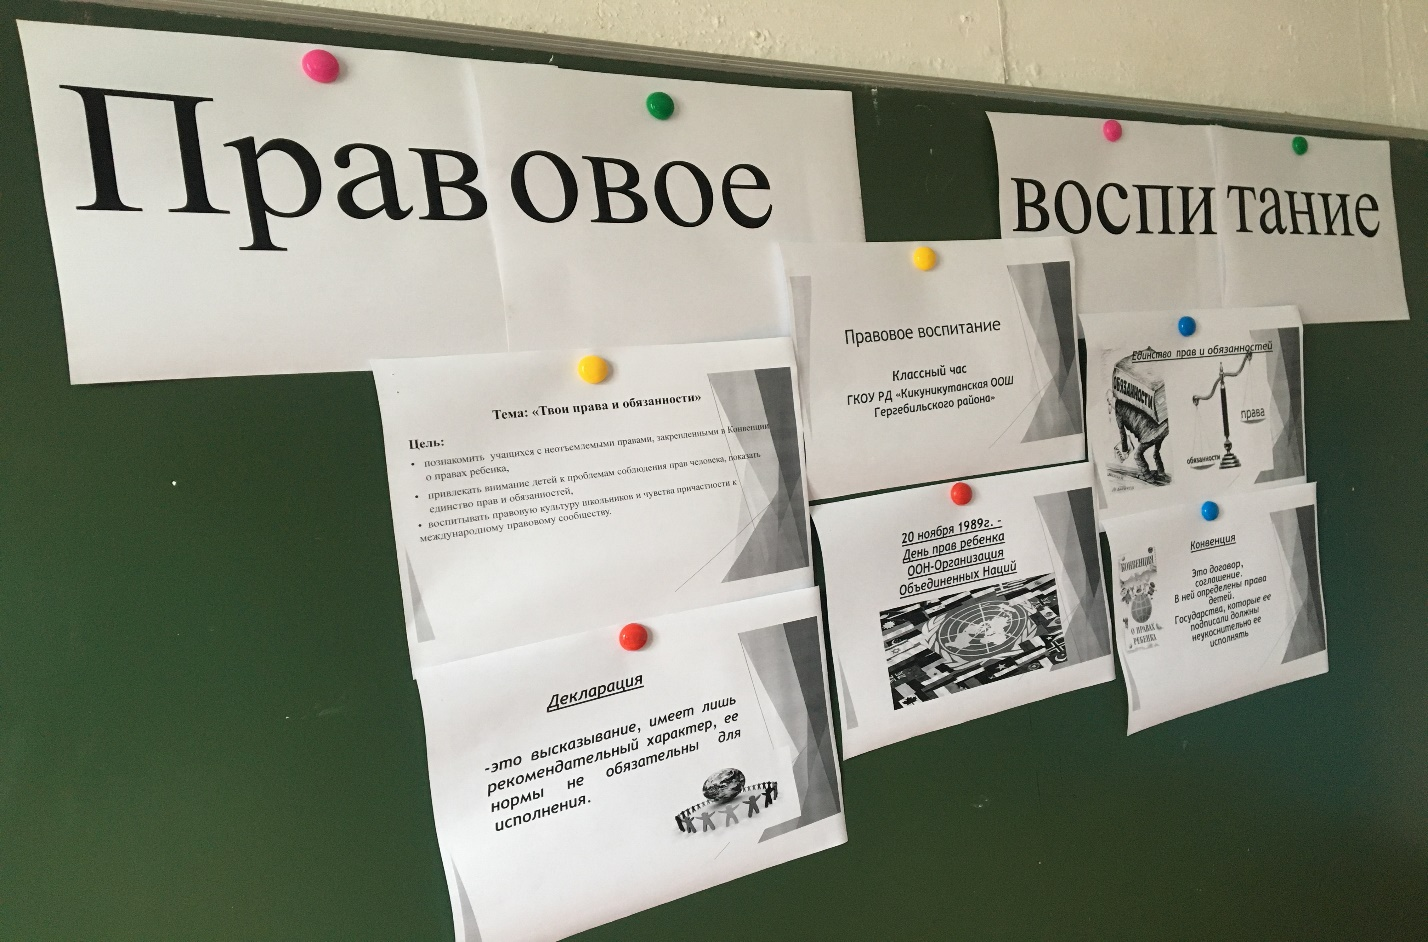 Правовое воспитание
Правовое воспитание
Классный час
ГКОУ РД «Кикуникутанская ООШ
Гергебильского района»
Единство прав и обязанностей
ОБЯЗАННОСТИ
права
обязанности
Тема: «Твои права и обязанности»
Цель:
• познакомить учащихся с неотъемлемыми правами, закрепленными в Конвенции
о правах ребенка,
• привлекать внимание детей к проблемам соблюдения прав человека, показать
единство прав и обязанностей,
• воспитывать правовую культуру школьников и чувства причастности к
международному правовому сообществу.
20 ноября 1989г. -
День прав ребенка
ООН-Организация
Объединенных Наций
Конвенция
Это договор,
соглашение.
В ней определены права
детей.
Государства, которые ее
подписали должны
неукоснительно ее
исполнять
КОНВЕНЦИЯ
О ПРАВАХ
РЕБЕНКА
Декларация
-это высказывание, имеет лишь
рекомендательный характер, ее
нормы не обязательны для
исполнения.